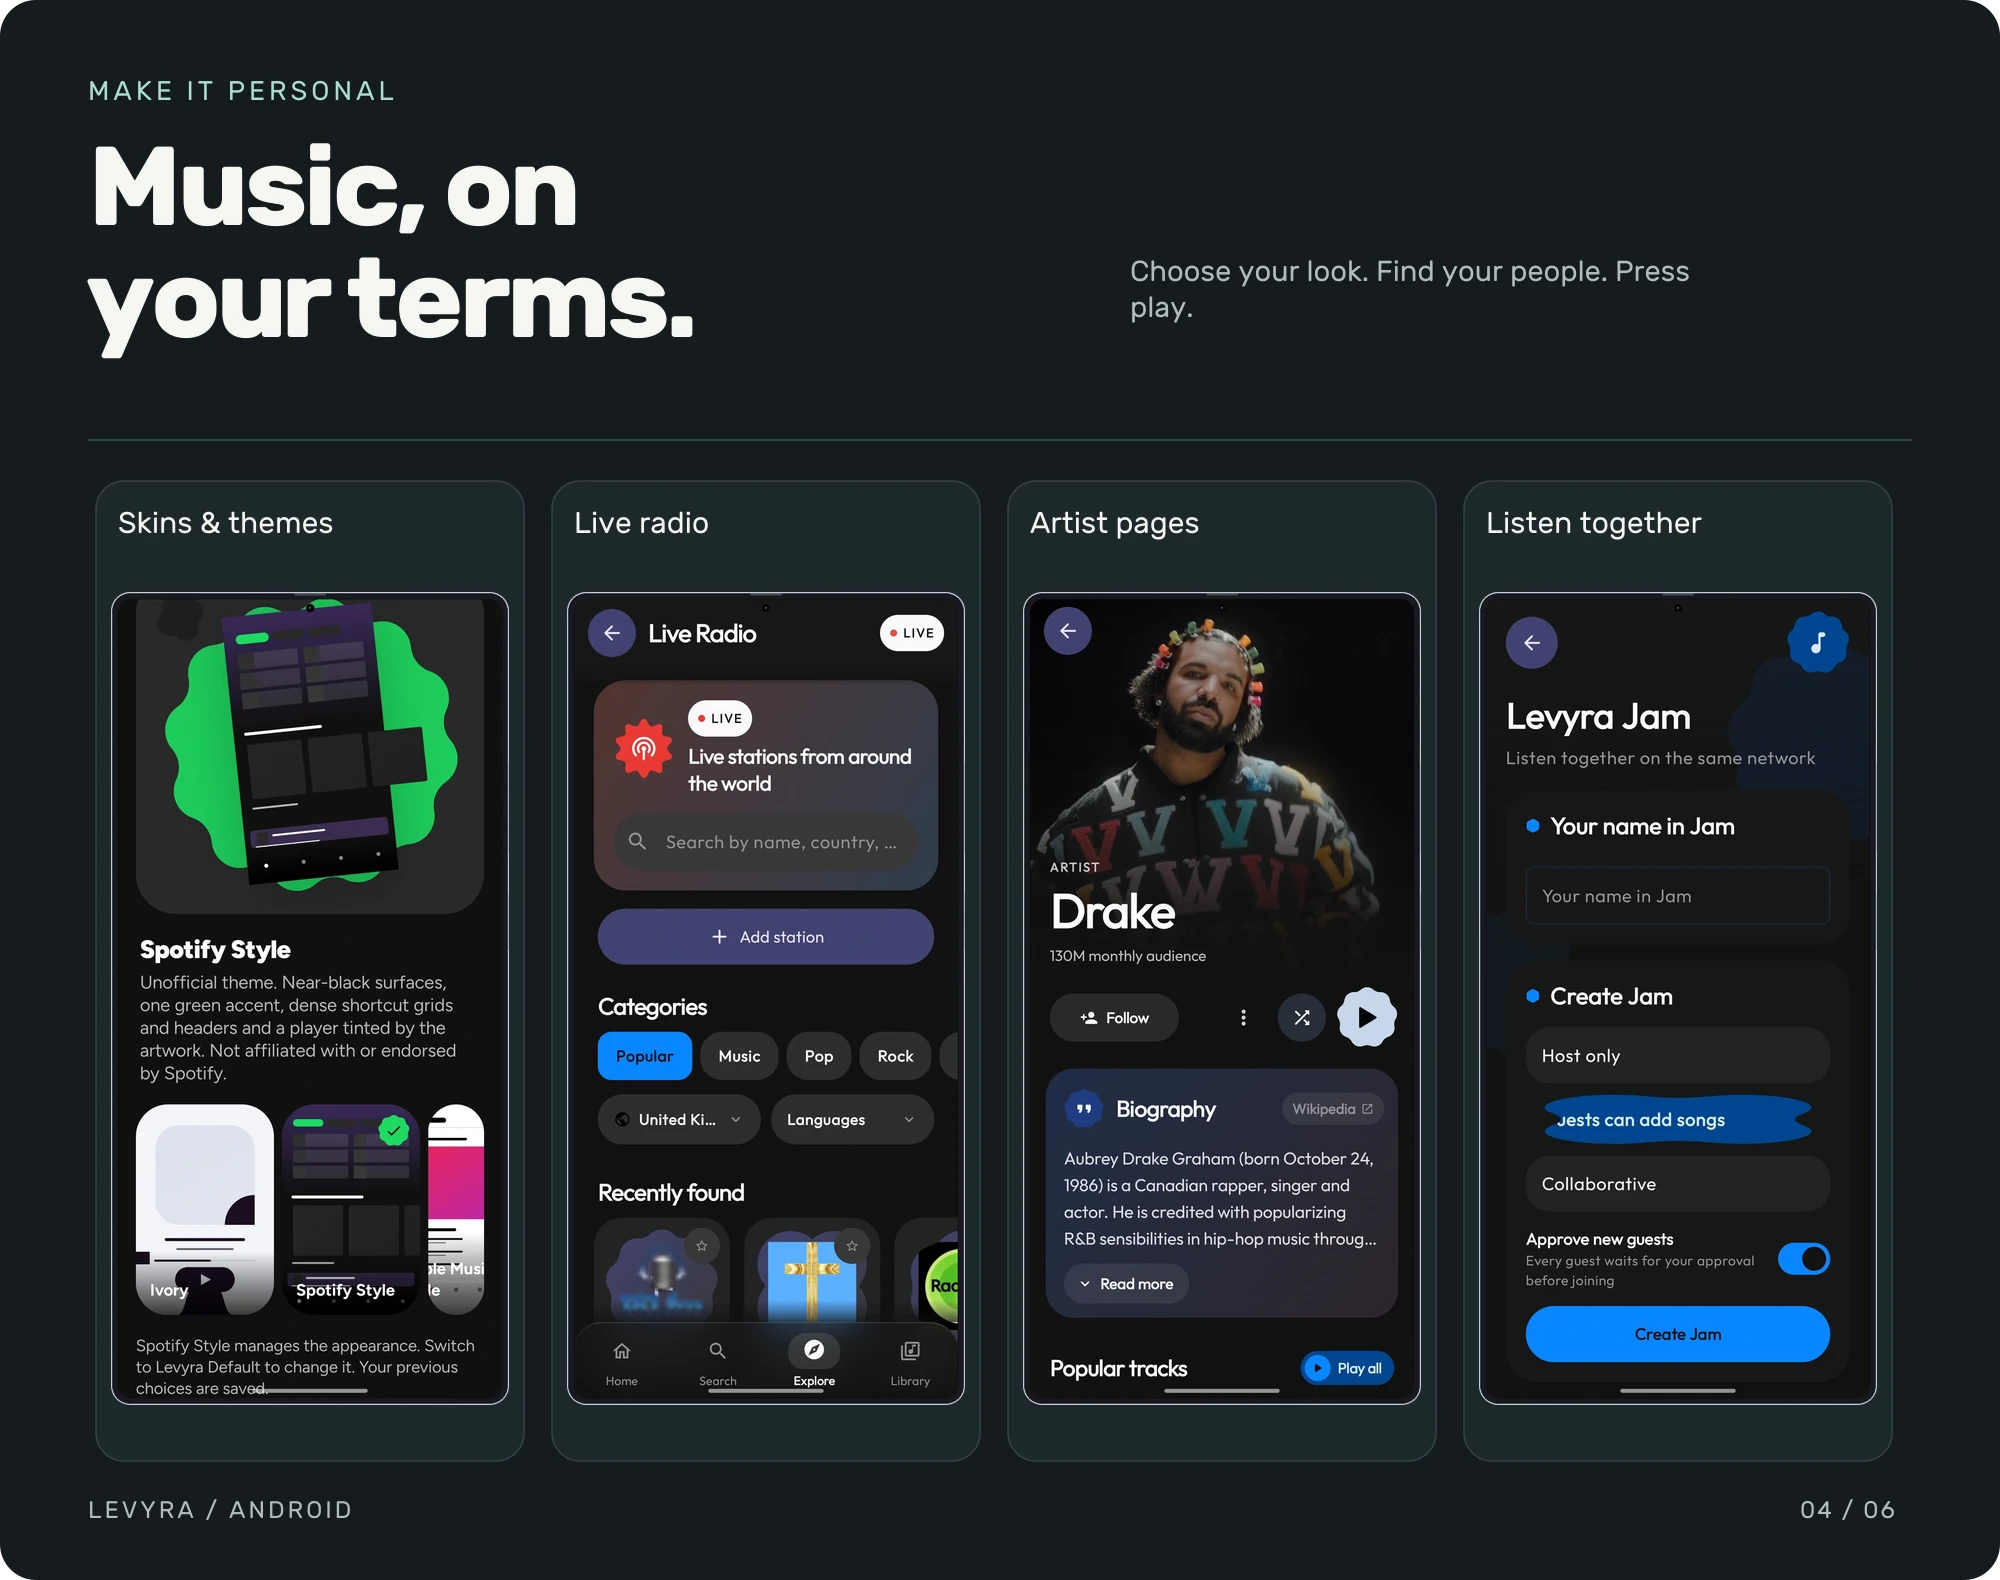 MAKE IT PERSONAL
Music, on
your terms.
Choose your look. Find your people. Press
play.
Skins & themes
Spotify Style
Unofficial theme. Near-black surfaces,
one green accent, dense shortcut grids
and headers and a player tinted by the
artwork. Not affiliated with or endorsed
by Spotify.
Ivory
Spotify Style
ple Musi
le
Spotify Style manages the appearance. Switch
to Levyra Default to change it. Your previous
choices are saved.
Live radio
Live Radio
LIVE
LIVE
Live stations from around
the world
Search by name, country, ...
+ Add station
Categories
Popular
Music
Pop
Rock
United Ki...
Languages
Recently found
Rad
Home
Search
Explore
Library
Artist pages
ARTIST
Drake
130M monthly audience
Follow
Biography
Wikipedia
Aubrey Drake Graham (born October 24,
1986) is a Canadian rapper, singer and
actor. He is credited with popularizing
R&B sensibilities in hip-hop music throug...
Read more
Popular tracks
Play all
Listen together
Levyra Jam
Listen together on the same network
Your name in Jam
Your name in Jam
Create Jam
Host only
uests can add songs
Collaborative
Approve new guests
Every guest waits for your approval
before joining
Create Jam
LEVYRA / ANDROID
04 / 06